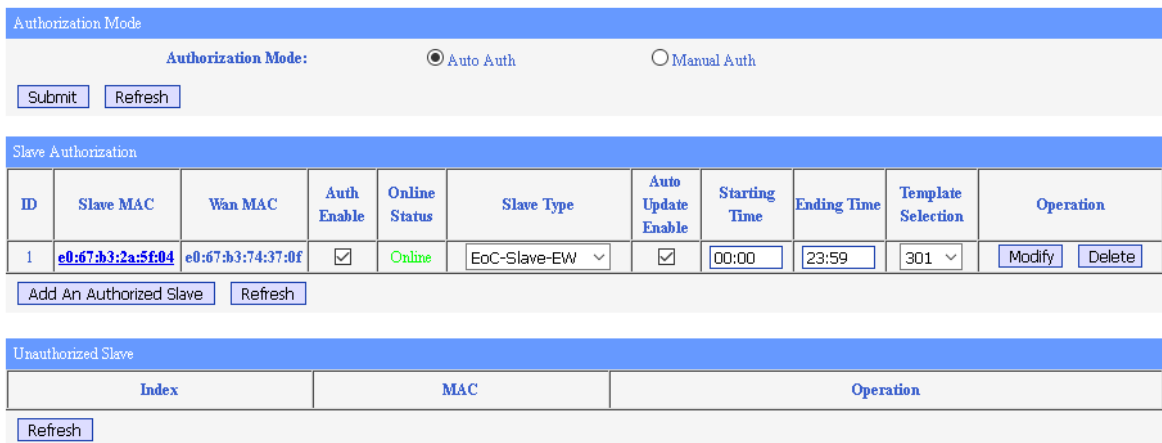 Authorization Mode
Authorization Mode: Auto Auth Manual Auth
Submit Refresh
Slave Authorization
ID Slave MAC Wan MAC Auth Enable Online Status Slave Type Auto Update Enable Starting Time Ending Time Template Selection Operation
1 e0:67:b3:2a:5f:04 e0:67:b3:74:37:0f Online EoC-Slave-EW 00:00 23:59 301 Modify Delete
Add An Authorized Slave Refresh
Unauthorized Slave
Index MAC Operation
Refresh